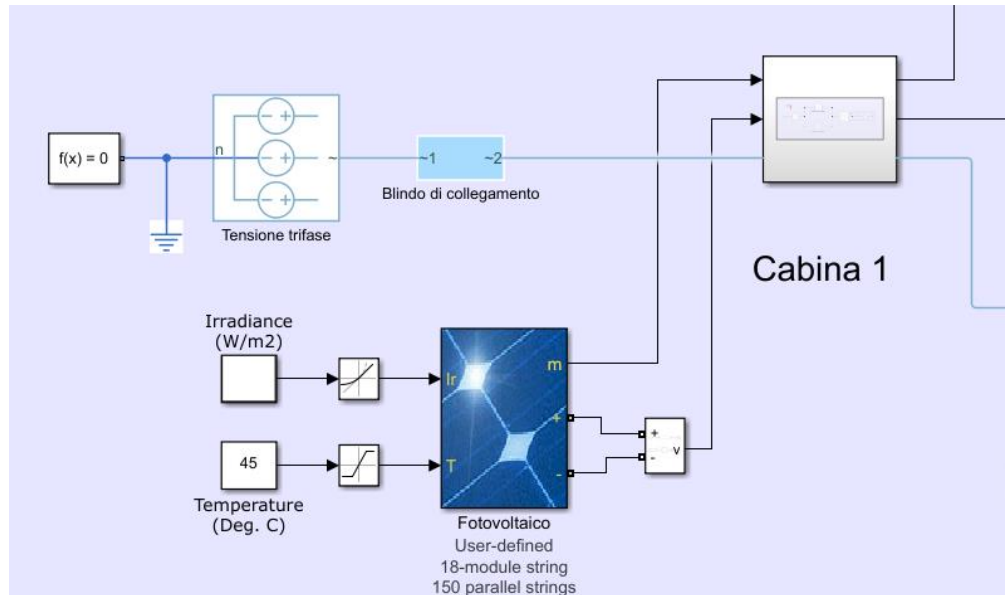 f(x) = 0
n
~
Tensione trifase
~1
~2
Blindo di collegamento
Cabina 1
Irradiance
(W/m2)
45
Temperature
(Deg. C)
Ir
T
m
+
-
Fotovoltaico
User-defined
18-module string
150 parallel strings
+
-
v